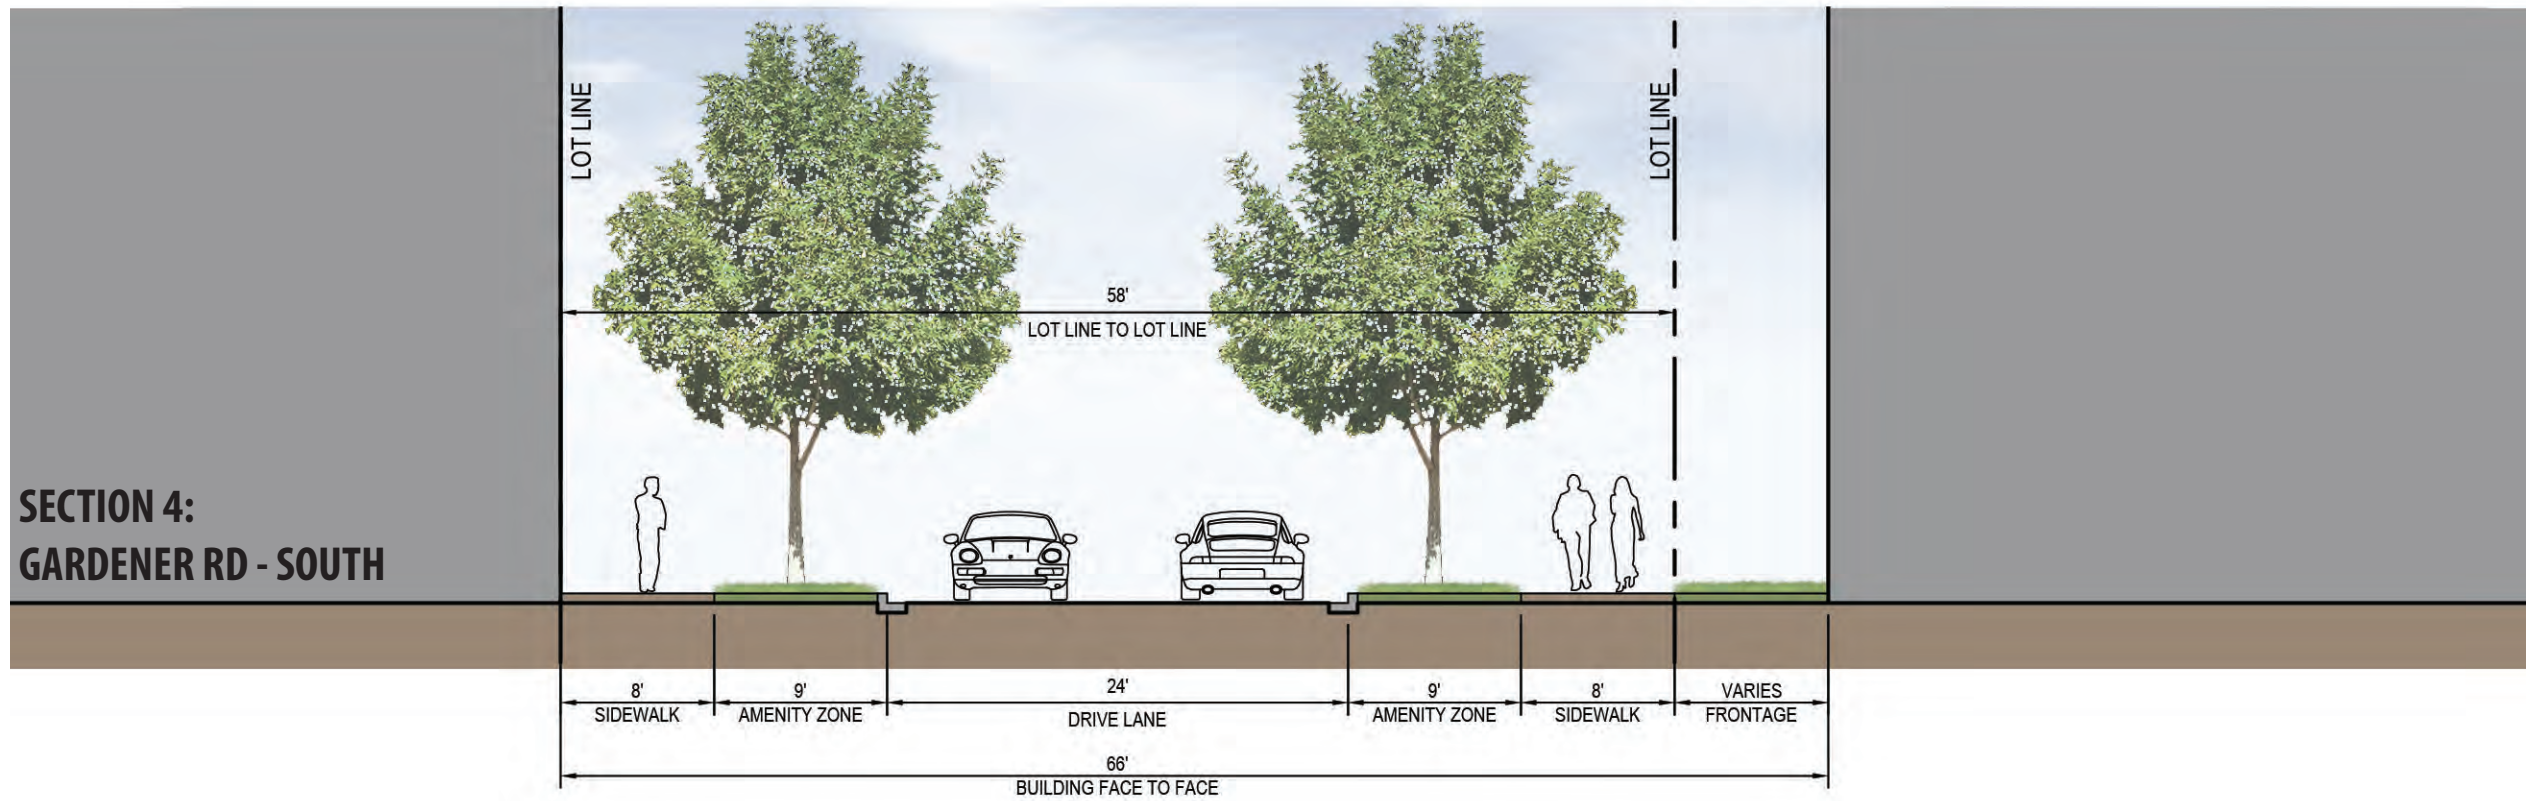 LOT LINE
LOT LINE
58'
LOT LINE TO LOT LINE
SECTION 4:
GARDENER RD - SOUTH
8'
SIDEWALK
9'
AMENITY ZONE
24'
DRIVE LANE
9'
AMENITY ZONE
8'
SIDEWALK
VARIES
FRONTAGE
66'
BUILDING FACE TO FACE